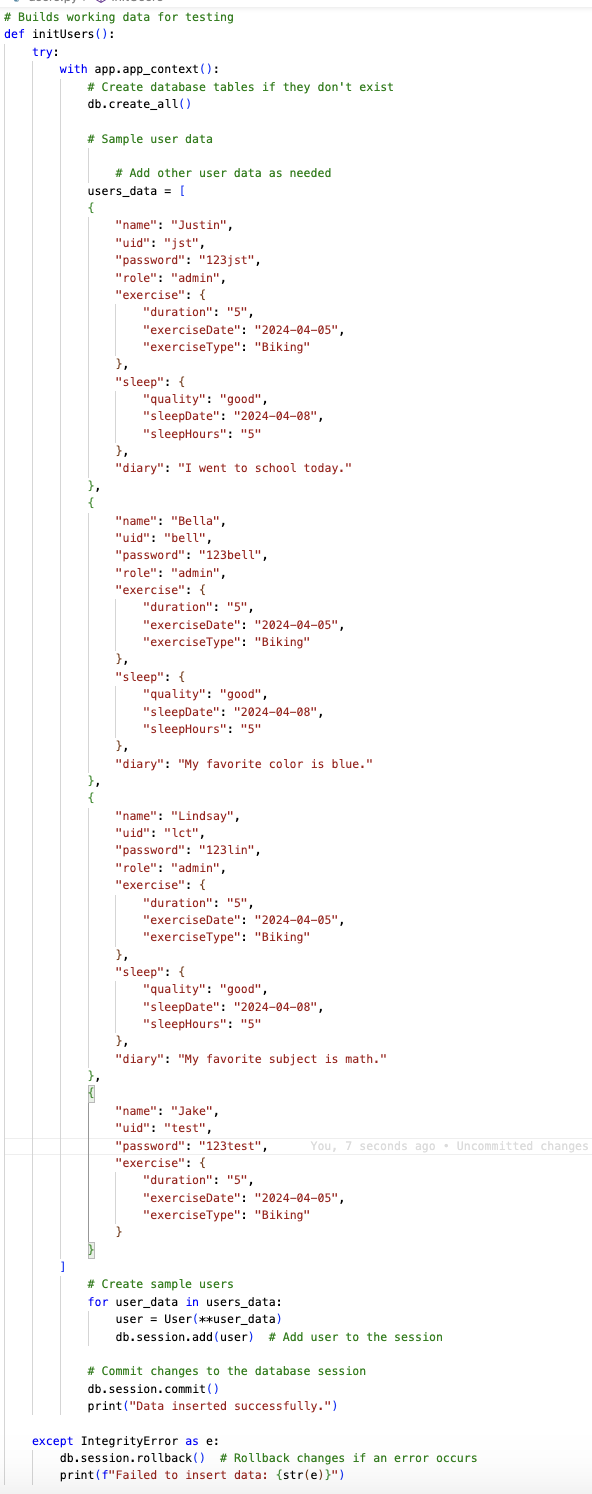 # Builds working data for testing
def initUsers():
    try:
        with app.app_context():
            # Create database tables if they don't exist
            db.create_all()

            # Sample user data

                # Add other user data as needed
            users_data = [
            {
                "name": "Justin",
                "uid": "jst",
                "password": "123jst",
                "role": "admin",
                "exercise": {
                    "duration": "5",
                    "exerciseDate": "2024-04-05",
                    "exerciseType": "Biking"
                },
                "sleep": {
                    "quality": "good",
                    "sleepDate": "2024-04-08",
                    "sleepHours": "5"
                },
                "diary": "I went to school today."
            },
            {
                "name": "Bella",
                "uid": "bell",
                "password": "123bell",
                "role": "admin",
                "exercise": {
                    "duration": "5",
                    "exerciseDate": "2024-04-05",
                    "exerciseType": "Biking"
                },
                "sleep": {
                    "quality": "good",
                    "sleepDate": "2024-04-08",
                    "sleepHours": "5"
                },
                "diary": "My favorite color is blue."
            },
            {
                "name": "Lindsay",
                "uid": "lct",
                "password": "123lin",
                "role": "admin",
                "exercise": {
                    "duration": "5",
                    "exerciseDate": "2024-04-05",
                    "exerciseType": "Biking"
                },
                "sleep": {
                    "quality": "good",
                    "sleepDate": "2024-04-08",
                    "sleepHours": "5"
                },
                "diary": "My favorite subject is math."
            },
            {
                "name": "Jake",
                "uid": "test",
                "password": "123test",     You, 7 seconds ago • Uncommitted changes
                "exercise": {
                    "duration": "5",
                    "exerciseDate": "2024-04-05",
                    "exerciseType": "Biking"
                }
            }
        ]
            # Create sample users
            for user_data in users_data:
                user = User(**user_data)
                db.session.add(user)  # Add user to the session

            # Commit changes to the database session
            db.session.commit()
            print("Data inserted successfully.")

    except IntegrityError as e:
        db.session.rollback()  # Rollback changes if an error occurs
        print(f"Failed to insert data: {str(e)}")